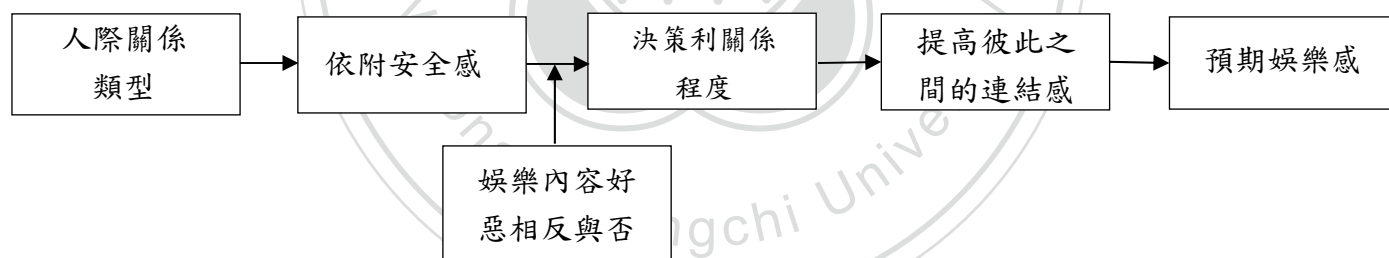 人際關係
類型
依附安全感
決策利關係
程度
提高彼此之
間的連結感
預期娛樂感
娛樂內容好
惡相反與否
ngchi Unive